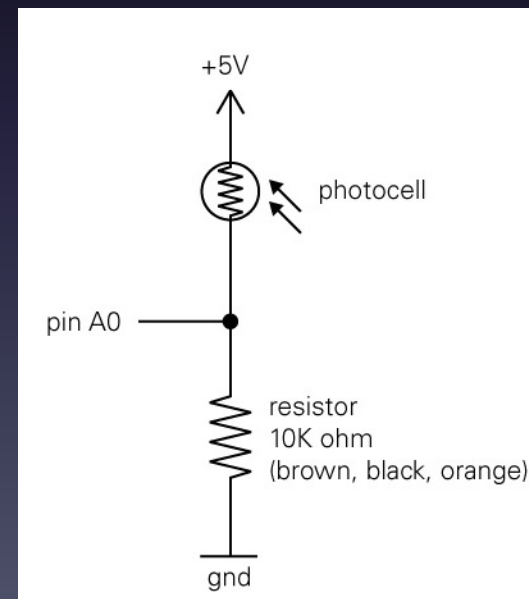 +5V
photocell
pin A0
resistor
10K ohm
(brown, black, orange)
gnd